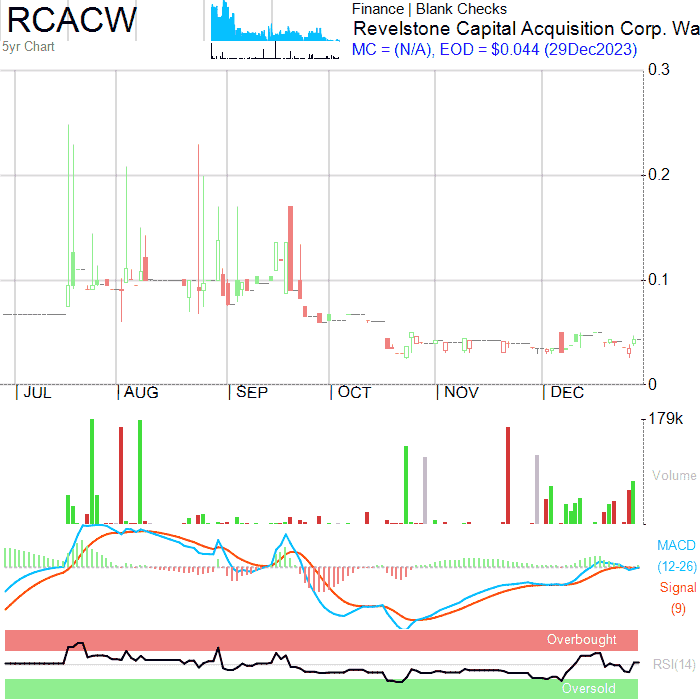 RCACW
5yr Chart
Finance | Blank Checks
Revelstone Capital Acquisition Corp. Wa
MC = (N/A), EOD = $0.044 (29Dec2023)
0.3
0.2
0.1
0
JUL AUG SEP OCT NOV DEC
179k
Volume
MACD
(12-26)
Signal
(9)
Overbought
RSI(14)
Oversold